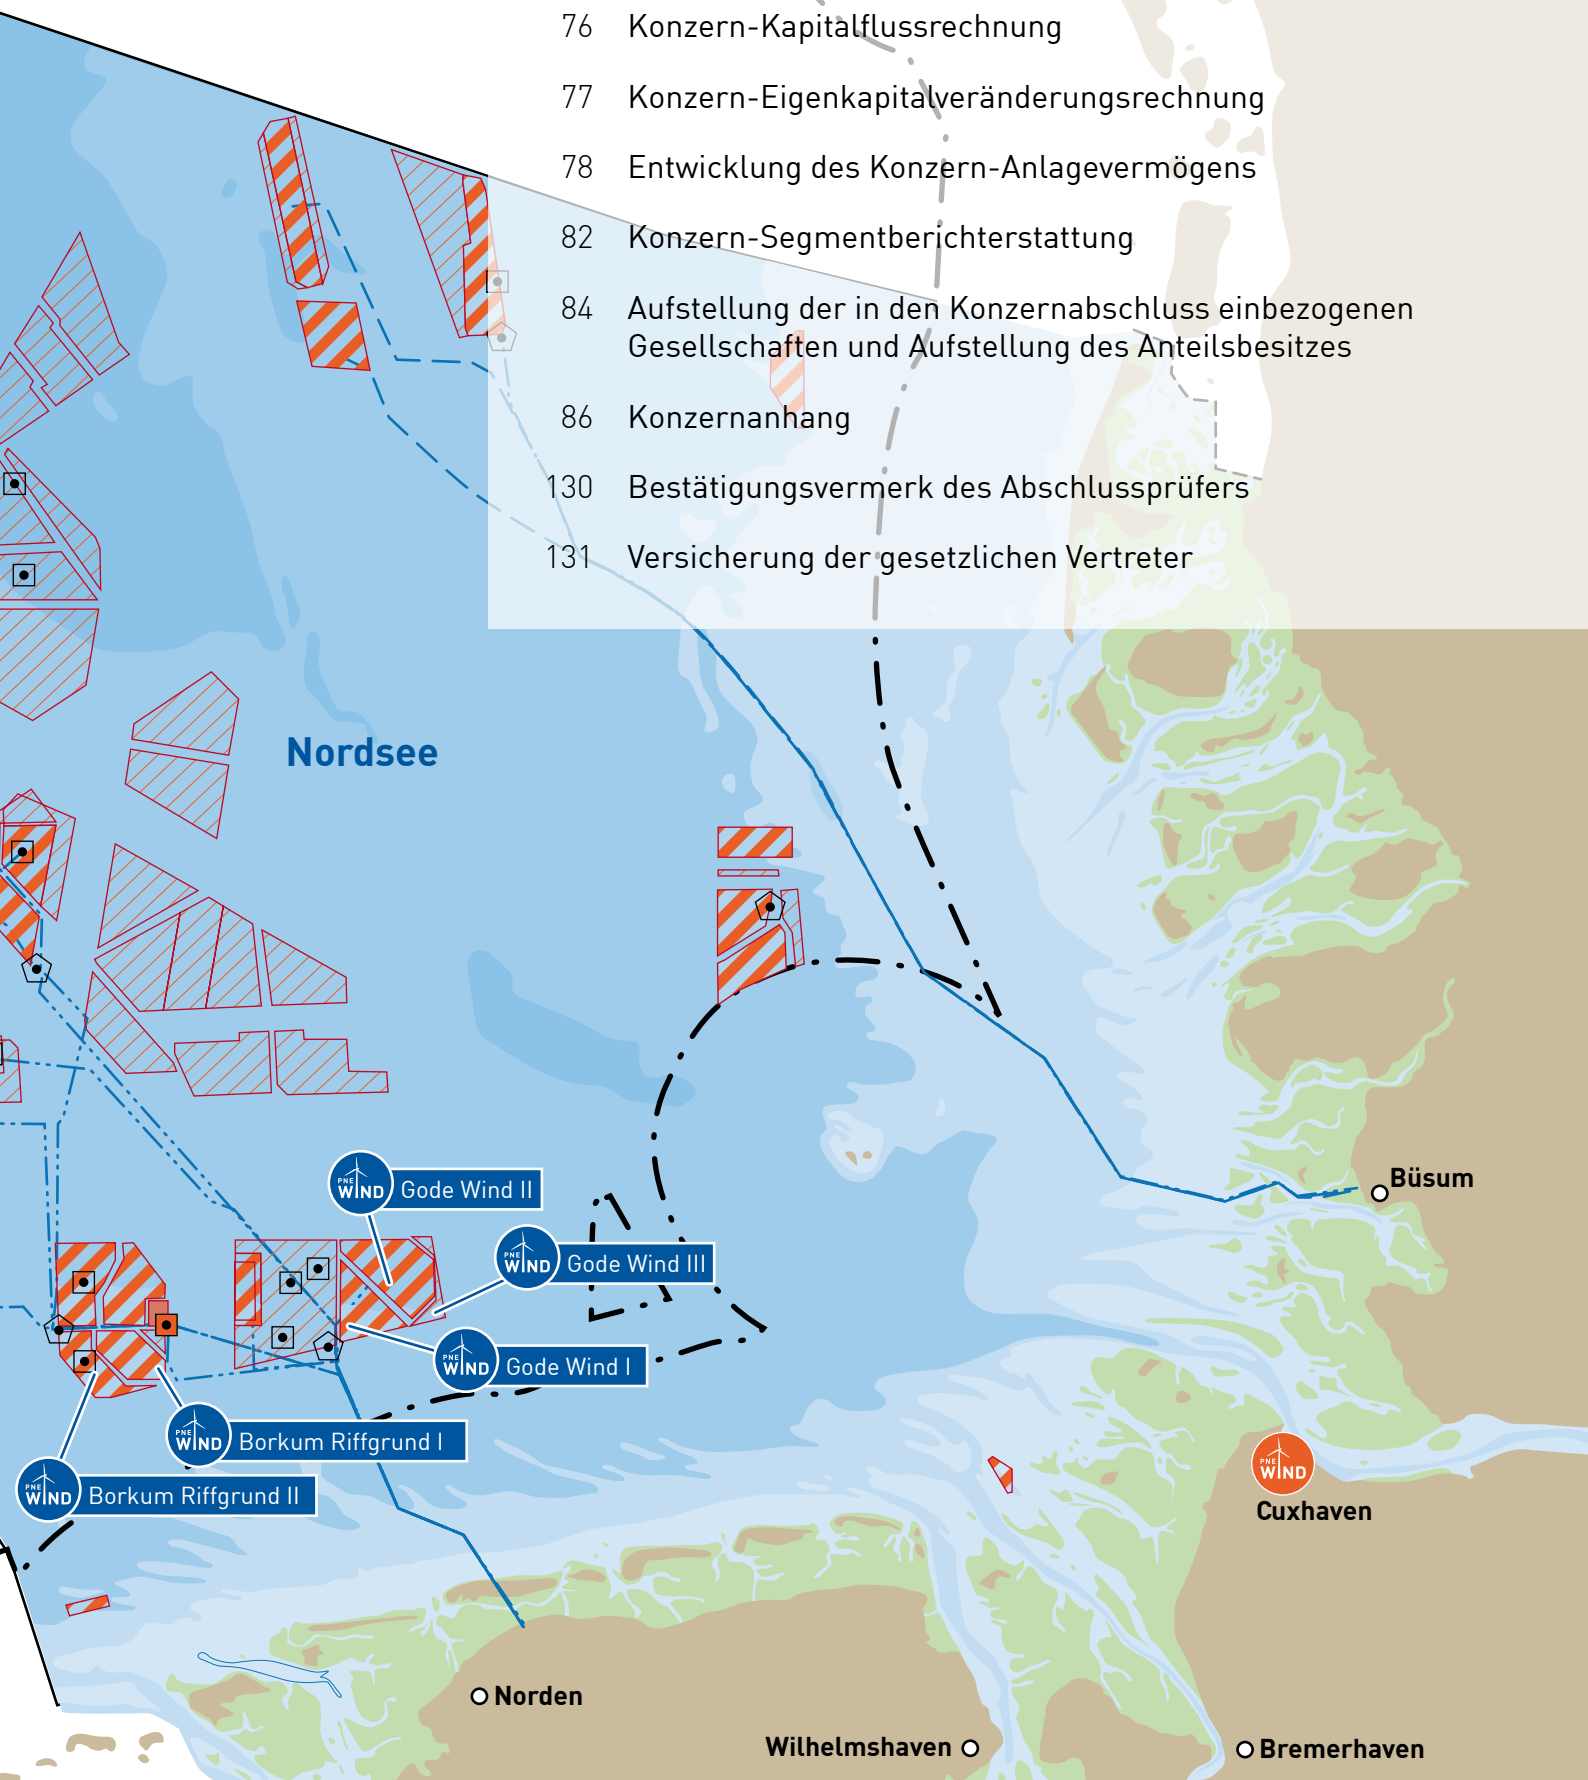 76 Konzern-Kapitalflussrechnung
77 Konzern-Eigenkapitalveränderungsrechnung
78 Entwicklung des Konzern-Anlagevermögens
82 Konzern-Segmentberichterstattung
84 Aufstellung der in den Konzernabschluss einbezogenen
Gesellschaften und Aufstellung des Anteilsbesitzes
86 Konzernanhang
130 Bestätigungsvermerk des Abschlussprüfers
131 Versicherung der gesetzlichen Vertreter
Nordsee
Büsum
PNE
WIND
Gode Wind II
PNE
WIND
Gode Wind III
PNE
WIND
Gode Wind I
PNE
WIND
Borkum Riffgrund I
PNE
WIND
Borkum Riffgrund II
PNE
WIND
Cuxhaven
Norden
Wilhelmshaven
Bremerhaven